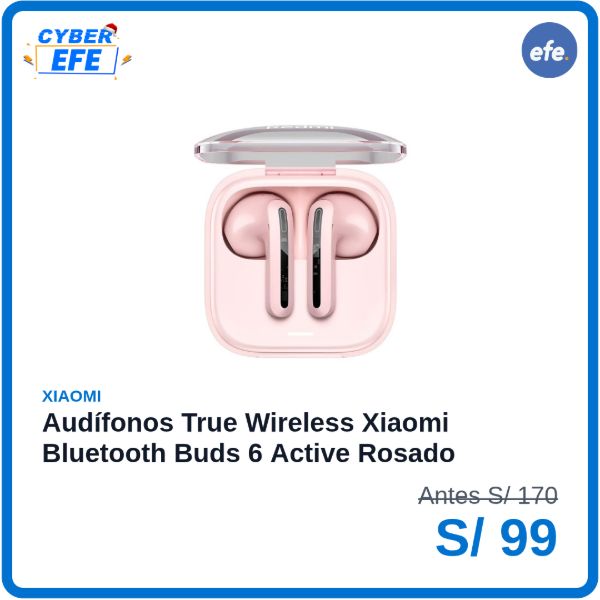 CYBER
EFE
efe.
XIAOMI
Audífonos True Wireless Xiaomi
Bluetooth Buds 6 Active Rosado
Antes S/ 170
S/ 99